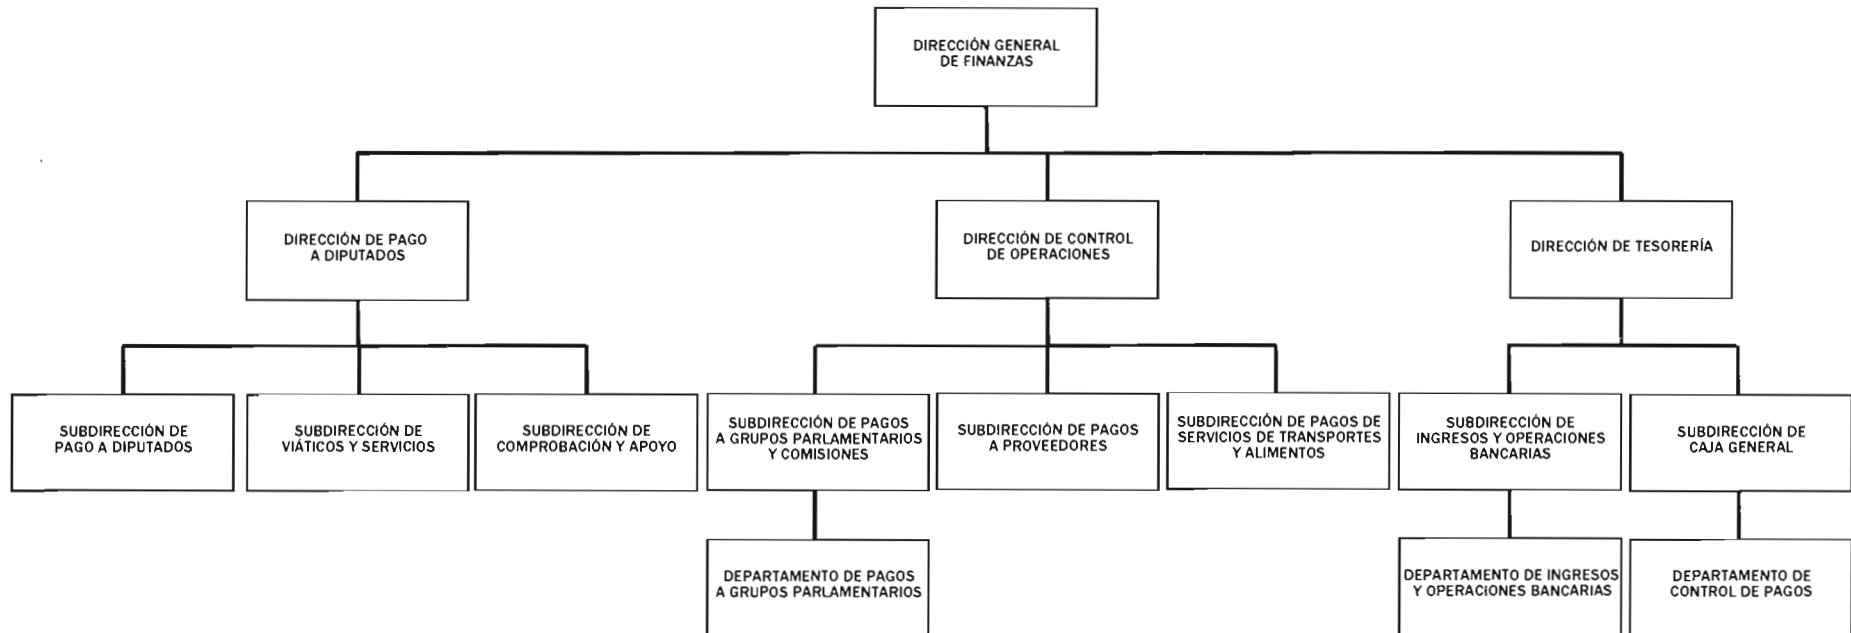 DIRECCIÓN GENERAL
DE FINANZAS
DIRECCIÓN DE PAGO
A DIPUTADOS
DIRECCIÓN DE CONTROL
DE OPERACIONES
DIRECCIÓN DE TESORERÍA
SUBDIRECCIÓN DE
PAGO A DIPUTADOS
SUBDIRECCIÓN DE
VIÁTICOS Y SERVICIOS
SUBDIRECCIÓN DE
COMPROBACIÓN Y APOYO
SUBDIRECCIÓN DE PAGOS
A GRUPOS PARLAMENTARIOS
Y COMISIONES
SUBDIRECCIÓN DE PAGOS
A PROVEEDORES
SUBDIRECCIÓN DE PAGOS DE
SERVICIOS DE TRANSPORTES
Y ALIMENTOS
SUBDIRECCIÓN DE
INGRESOS Y OPERACIONES
BANCARIAS
SUBDIRECCIÓN DE
CAJA GENERAL
DEPARTAMENTO DE PAGOS
A GRUPOS PARLAMENTARIOS
DEPARTAMENTO DE INGRESOS
Y OPERACIONES BANCARIAS
DEPARTAMENTO DE
CONTROL DE PAGOS